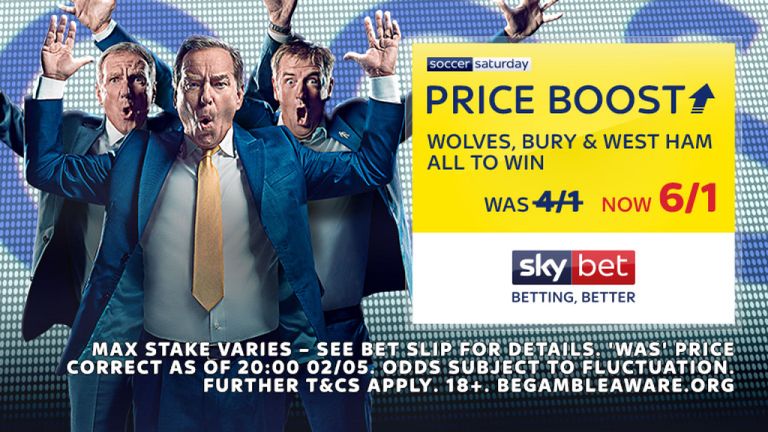 soccer saturday
PRICE BOOST
WOLVES, BURY & WEST HAM
ALL TO WIN
WAS 4/1 NOW 6/1
sky bet
BETTING, BETTER
MAX STAKE VARIES – SEE BET SLIP FOR DETAILS. 'WAS' PRICE
CORRECT AS OF 20:00 02/05. ODDS SUBJECT TO FLUCTUATION.
FURTHER T&CS APPLY. 18+. BEGAMBLEAWARE.ORG